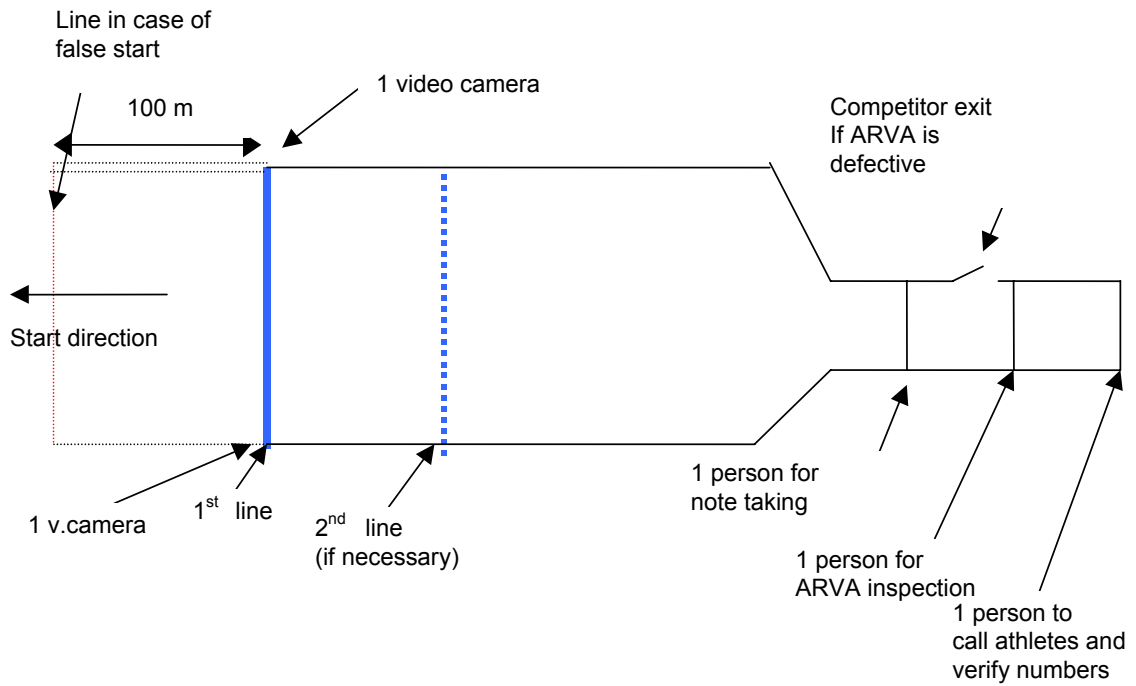 Line in case of
false start
100 m
1 video camera
Competitor exit
If ARVA is
defective
Start direction
1 v.camera
1st line
2nd line
(if necessary)
1 person for
note taking
1 person for
ARVA inspection
1 person to
call athletes and
verify numbers